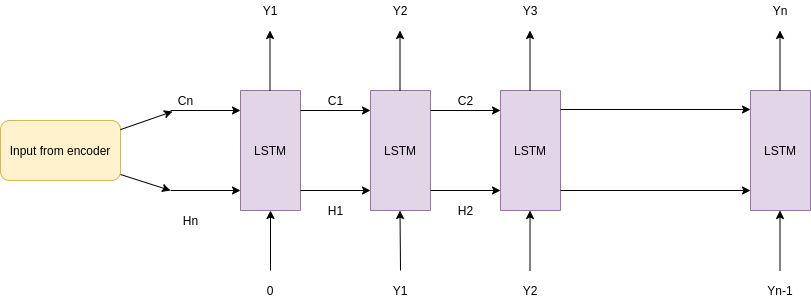 Y1 Y2 Y3 Yn
Cn C1 C2
Input from encoder LSTM LSTM LSTM LSTM
Hn H1 H2
0 Y1 Y2 Yn-1